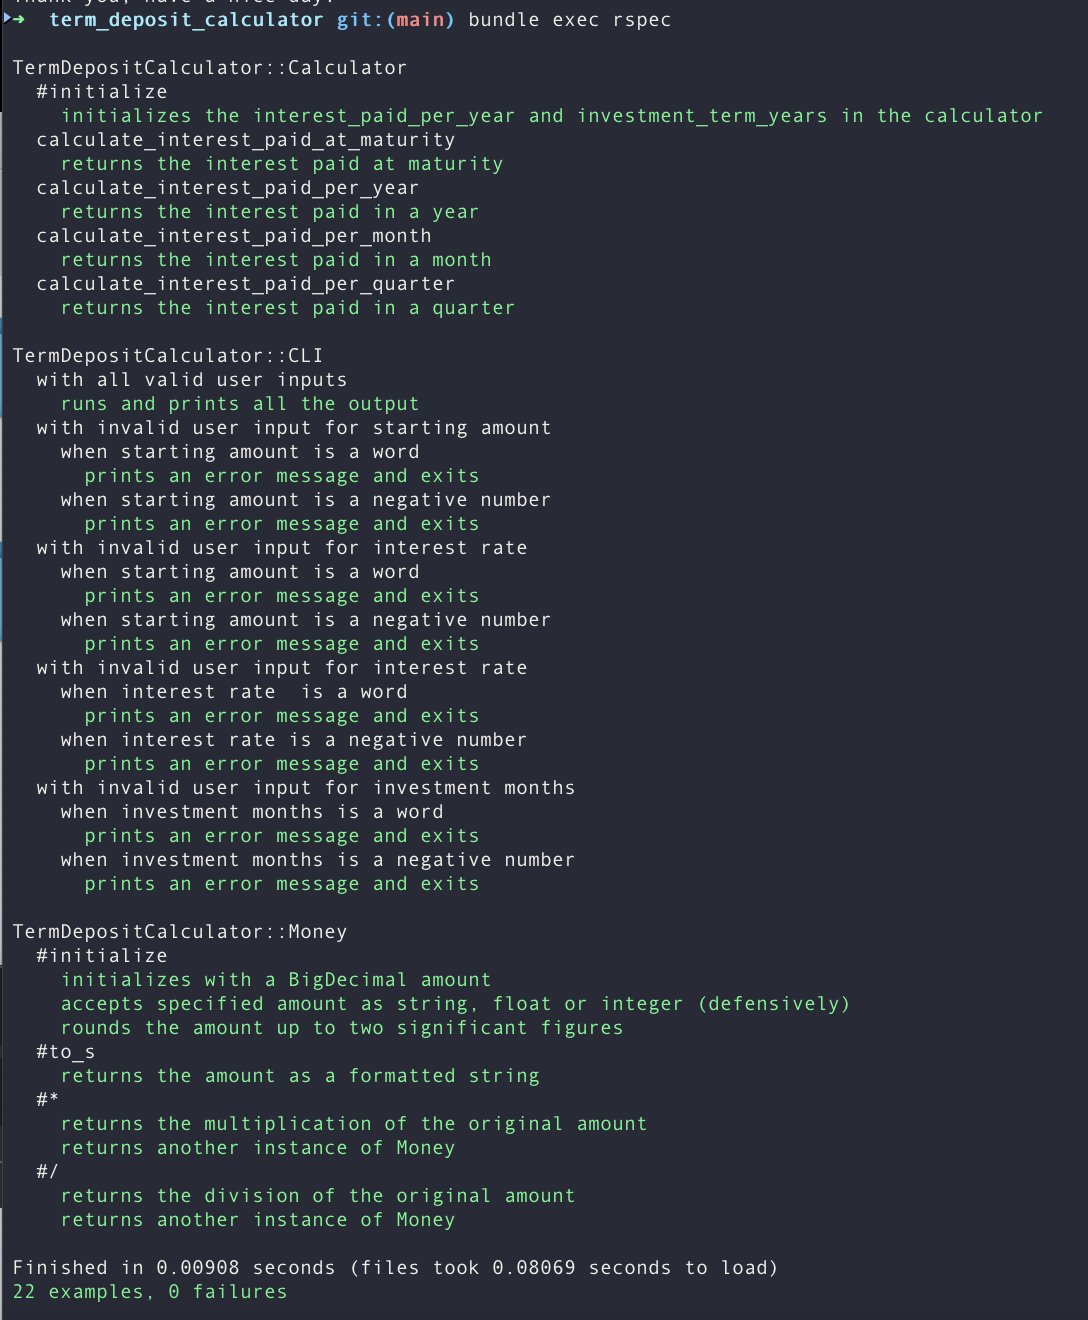 Thank you, have a nice day.
➜  term_deposit_calculator git:(main) bundle exec rspec
TermDepositCalculator::Calculator
#initialize
initializes the interest_paid_per_year and investment_term_years in the calculator
calculate_interest_paid_at_maturity
returns the interest paid at maturity
calculate_interest_paid_per_year
returns the interest paid in a year
calculate_interest_paid_per_month
returns the interest paid in a month
calculate_interest_paid_per_quarter
returns the interest paid in a quarter
TermDepositCalculator::CLI
with all valid user inputs
runs and prints all the output
with invalid user input for starting amount
when starting amount is a word
prints an error message and exits
when starting amount is a negative number
prints an error message and exits
with invalid user input for interest rate
when starting amount is a word
prints an error message and exits
when starting amount is a negative number
prints an error message and exits
with invalid user input for interest rate
when interest rate  is a word
prints an error message and exits
when interest rate is a negative number
prints an error message and exits
with invalid user input for investment months
when investment months is a word
prints an error message and exits
when investment months is a negative number
prints an error message and exits
TermDepositCalculator::Money
#initialize
initializes with a BigDecimal amount
accepts specified amount as string, float or integer (defensively)
rounds the amount up to two significant figures
#to_s
returns the amount as a formatted string
#*
returns the multiplication of the original amount
returns another instance of Money
#/
returns the division of the original amount
returns another instance of Money
Finished in 0.00908 seconds (files took 0.08069 seconds to load)
22 examples, 0 failures